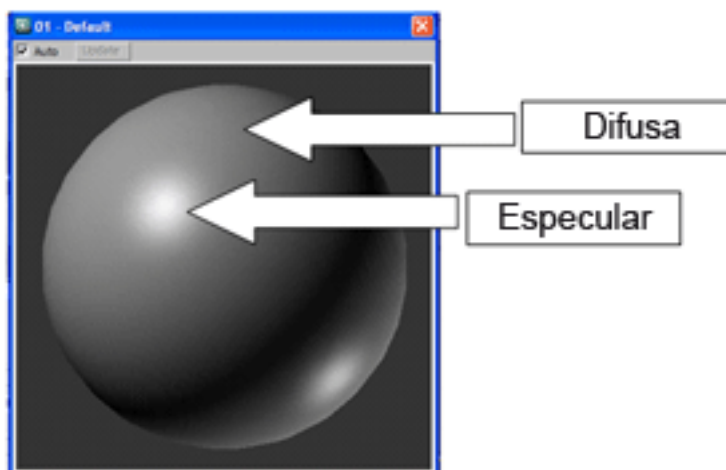 01 - Default
Auto
Update
Difusa
Especular